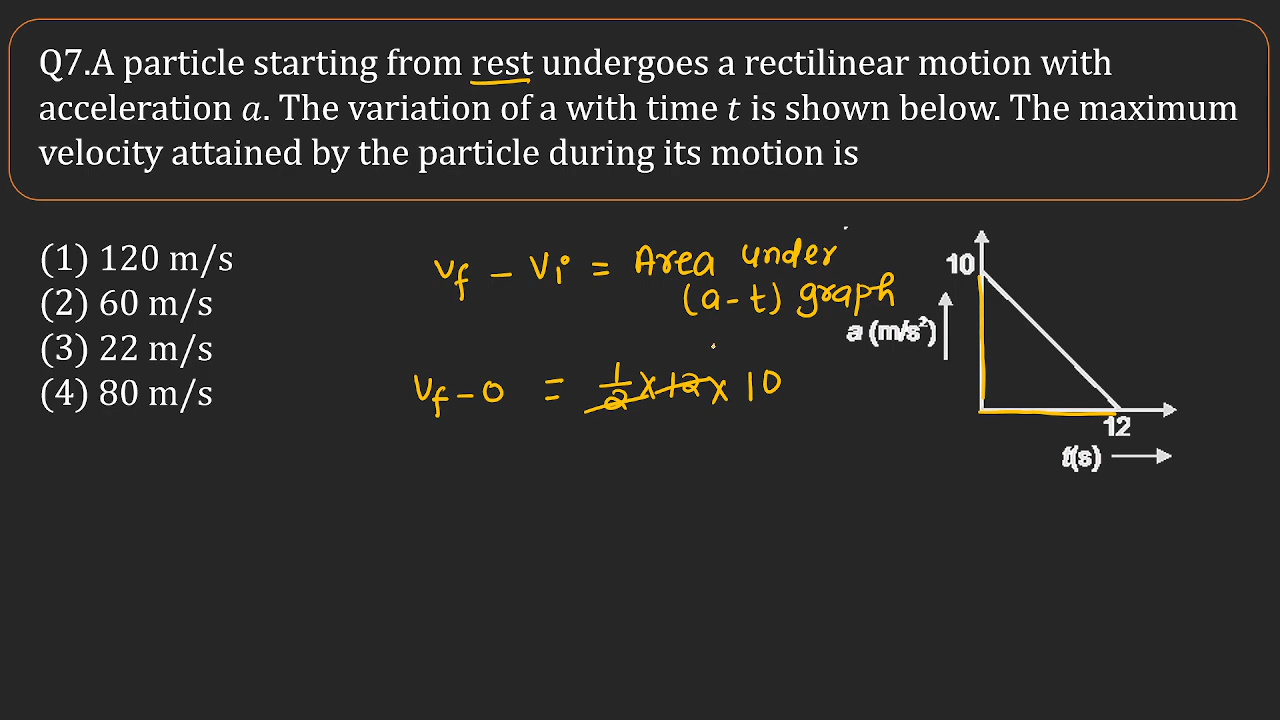 Q7.A particle starting from rest undergoes a rectilinear motion with
acceleration a. The variation of a with time t is shown below. The maximum
velocity attained by the particle during its motion is
(1) 120 m/s
(2) 60 m/s
(3) 22 m/s
(4) 80 m/s
vf - Vi = Area under
(a-t) graph
vf - 0 = 1/2 x 12 x 10
10
a (m/s²)
12
t(s)